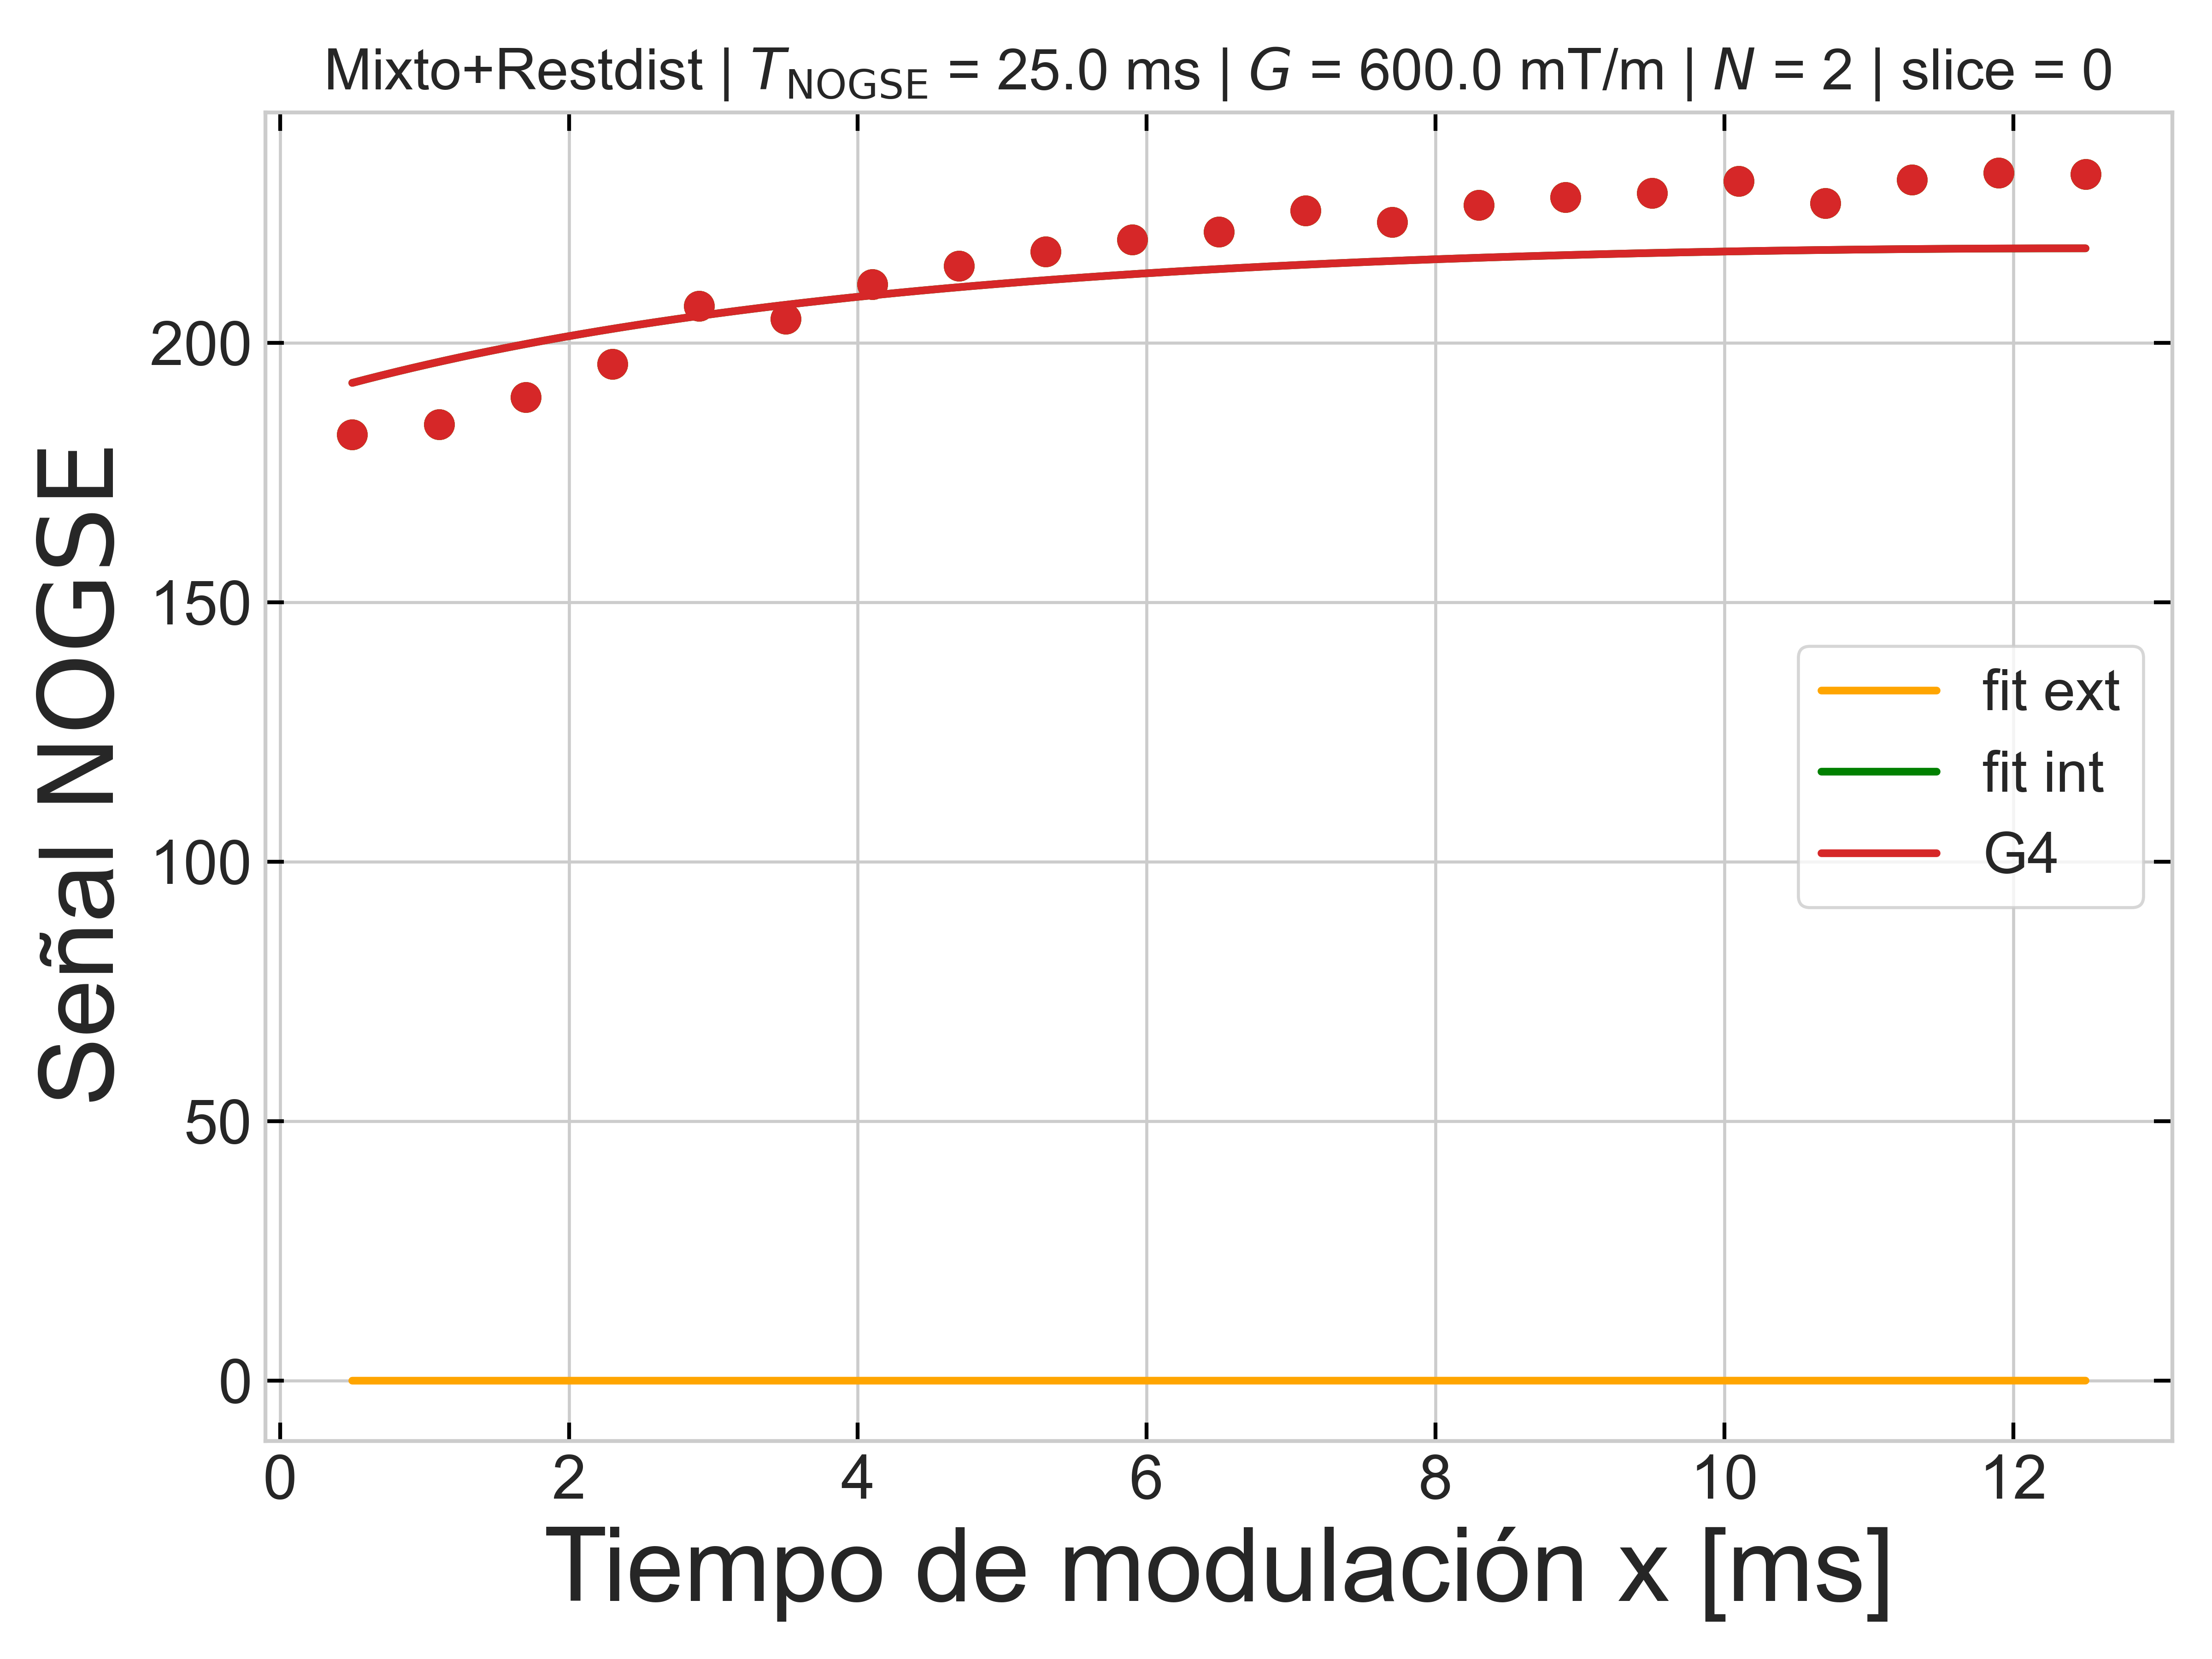 Mixto+Restdist | T_NOGSE = 25.0 ms | G = 600.0 mT/m | N = 2 | slice = 0
Señal NOGSE
200
150
100
50
0
fit ext
fit int
G4
0 2 4 6 8 10 12
Tiempo de modulación x [ms]